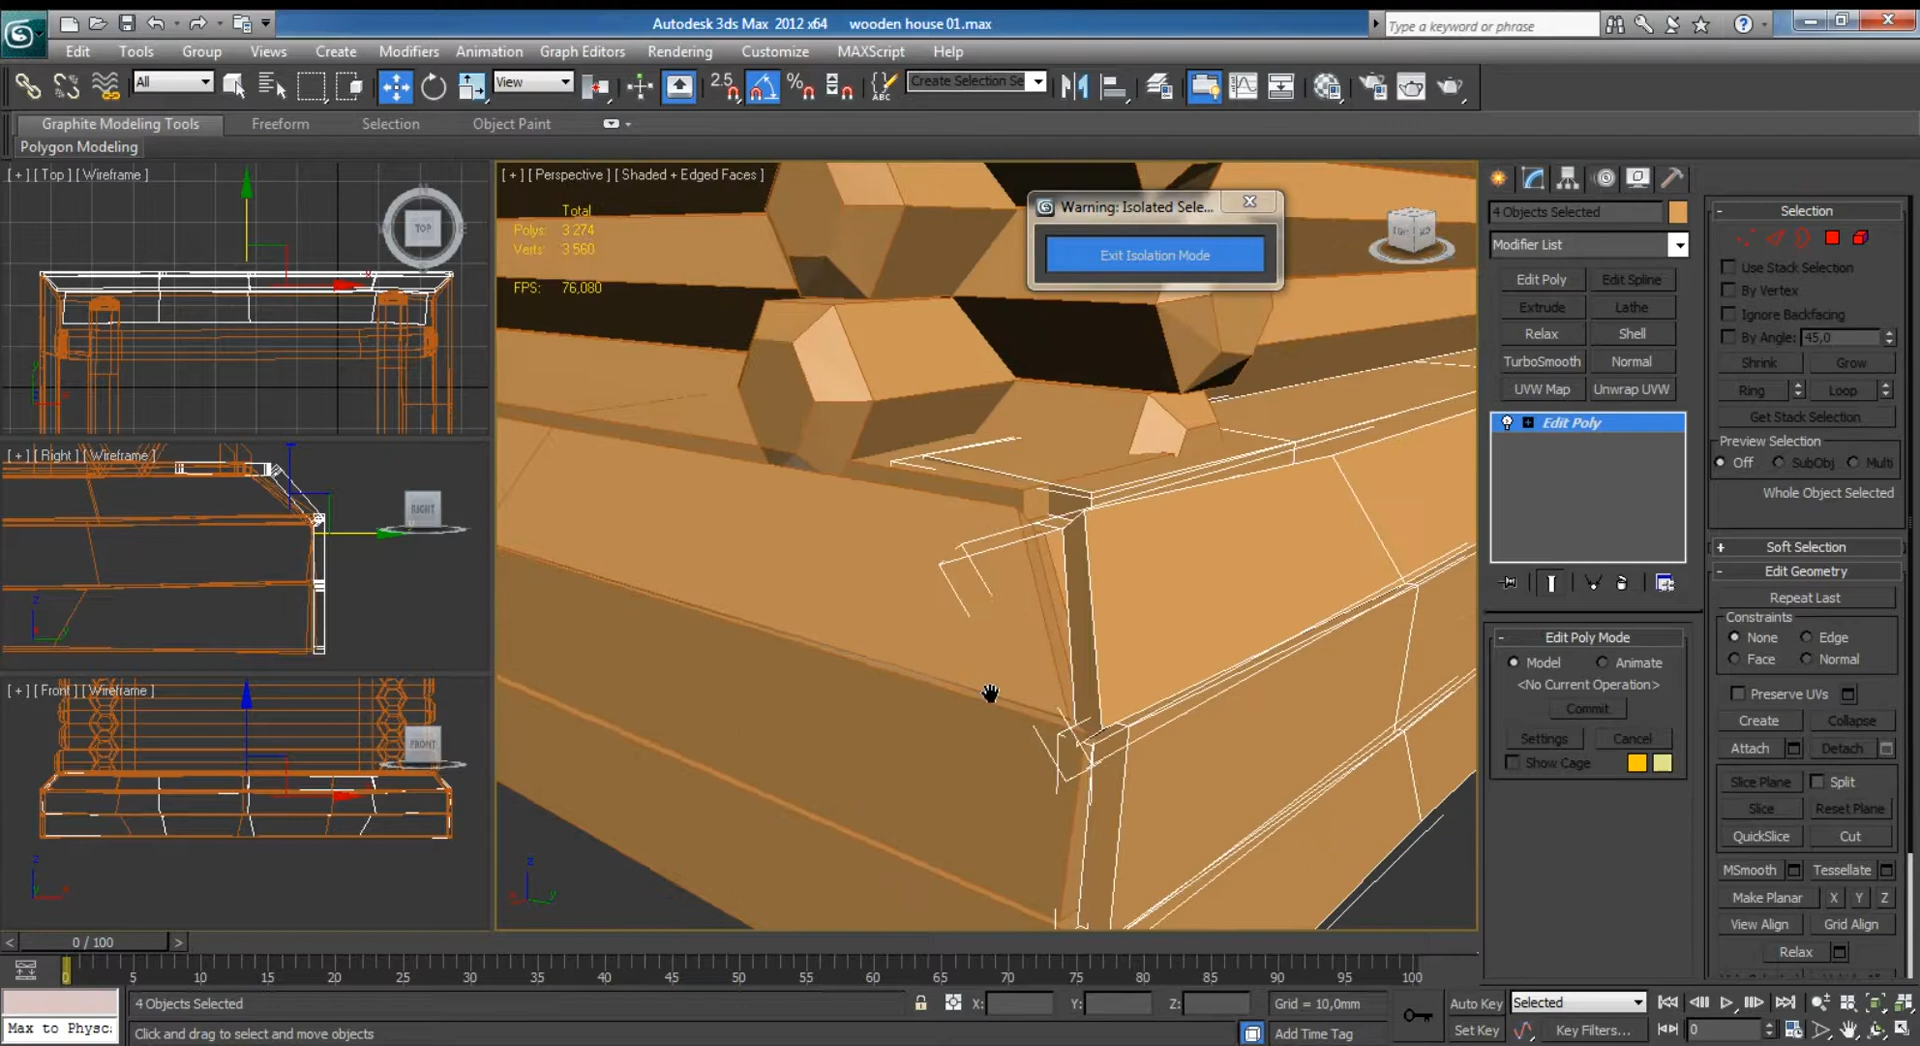 Autodesk 3ds Max 2012 x64 wooden house 01.max
Type a keyword or phrase
Edit Tools Group Views Create Modifiers Animation Graph Editors Rendering Customize MAXScript Help
All
View
2.5
%
ABC
Create Selection Se
Graphite Modeling Tools Freeform Selection Object Paint
Polygon Modeling
[ + ] [ Top ] [ Wireframe ]
TOP
[ + ] [ Right ] [ Wireframe ]
RIGHT
[ + ] [ Front ] [ Wireframe ]
FRONT
[ + ] [ Perspective ] [ Shaded + Edged Faces ]
Total
Polys: 3 274
Verts: 3 560
FPS: 76,080
Warning: Isolated Sele...
Exit Isolation Mode
4 Objects Selected
Modifier List
Edit Poly Edit Spline
Extrude Lathe
Relax Shell
TurboSmooth Normal
UVW Map Unwrap UVW
Edit Poly
- Edit Poly Mode
Model Animate
<No Current Operation>
Commit
Settings Cancel
Show Cage
- Selection
Use Stack Selection
By Vertex
Ignore Backfacing
By Angle: 45,0
Shrink Grow
Ring Loop
Get Stack Selection
Preview Selection
Off SubObj Multi
Whole Object Selected
+ Soft Selection
- Edit Geometry
Repeat Last
Constraints
None Edge
Face Normal
Preserve UVs
Create Collapse
Attach Detach
Slice Plane Split
Slice Reset Plane
QuickSlice Cut
MSmooth Tessellate
Make Planar X Y Z
View Align Grid Align
Relax
< 0 / 100 >
0 5 10 15 20 25 30 35 40 45 50 55 60 65 70 75 80 85 90 95 100
4 Objects Selected X: Y: Z: Grid = 10,0mm Auto Key Selected
Max to Physc: Click and drag to select and move objects Add Time Tag Set Key Key Filters... 0